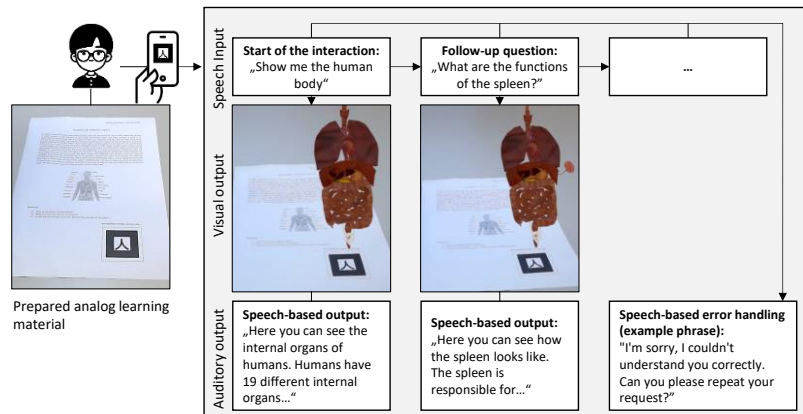 Speech Input
Start of the interaction:
„Show me the human
body“
Follow-up question:
„What are the functions
of the spleen?”
...
Visual output
Prepared analog learning
material
Auditory output
Speech-based output:
„Here you can see the
internal organs of
humans. Humans have
19 different internal
organs…“
Speech-based output:
„Here you can see how
the spleen looks like.
The spleen is
responsible for…“
Speech-based error handling
(example phrase):
"I'm sorry, I couldn't
understand you correctly.
Can you please repeat your
request?”